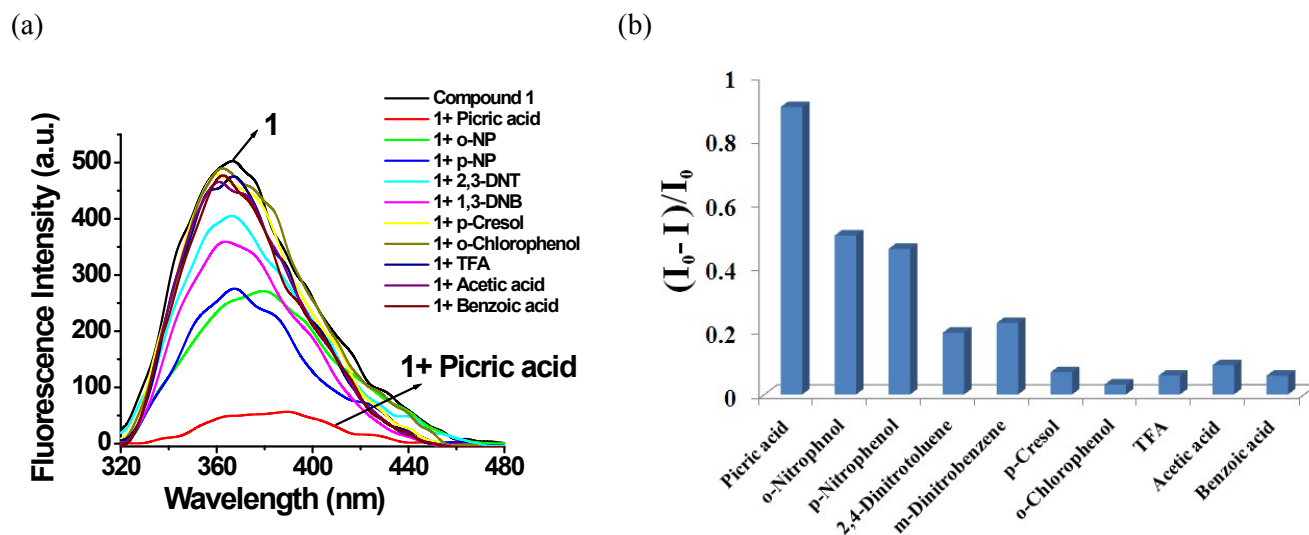 (a)
Compound 1
1+ Picric acid
1+ o-NP
1+ p-NP
1+ 2,3-DNT
1+ 1,3-DNB
1+ p-Cresol
1+ o-Chlorophenol
1+ TFA
1+ Acetic acid
1+ Benzoic acid
1
1+ Picric acid
Fluorescence Intensity (a.u.)
500
400
300
200
100
0
320 360 400 440 480
Wavelength (nm)
(b)
(I₀- I )/I₀
1
0.8
0.6
0.4
0.2
0
Picric acid
o-Nitrophnol
p-Nitrophenol
2,4-Dinitrotoluene
m-Dinitrobenzene
p-Cresol
o-Chlorophenol
TFA
Acetic acid
Benzoic acid